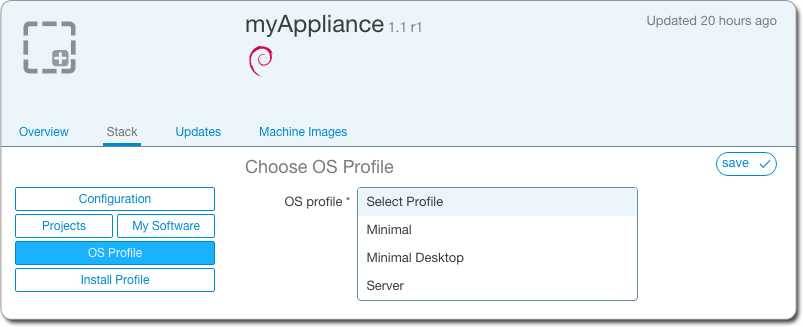 myAppliance 1.1 r1
Updated 20 hours ago
Overview Stack Updates Machine Images
Choose OS Profile
save
Configuration
Projects My Software
OS Profile
Install Profile
OS profile *
Select Profile
Minimal
Minimal Desktop
Server